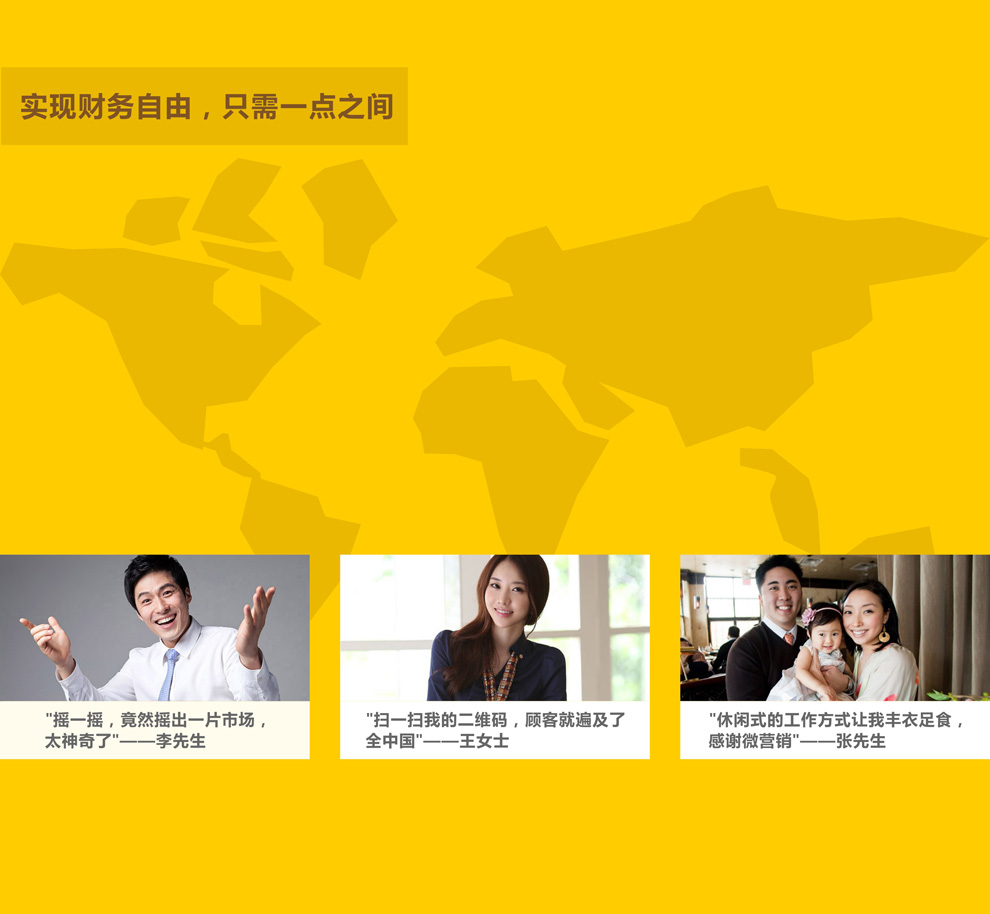 实现财务自由，只需一点之间
"摇一摇，竟然摇出一片市场，
太神奇了"——李先生
"扫一扫我的二维码，顾客就遍及了
全中国"——王女士
"休闲式的工作方式让我丰衣足食，
感谢微营销"——张先生